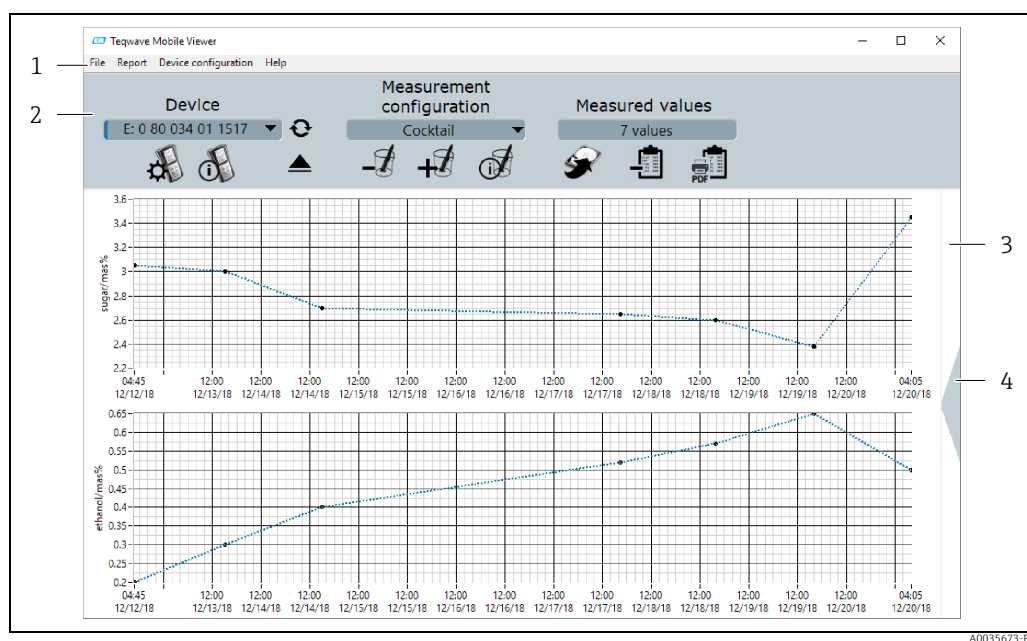 Teqwave Mobile Viewer
1
File Report Device configuration Help
2
Device
E: 0 80 034 01 1517
Measurement
configuration
Cocktail
Measured values
7 values
PDF
3
4
sugar/mas%
3.6
3.4
3.2
3
2.8
2.6
2.4
2.2
04:45 12:00 12:00 12:00 12:00 12:00 12:00 12:00 12:00 12:00 12:00 12:00 12:00 12:00 04:05
12/12/18 12/13/18 12/14/18 12/14/18 12/15/18 12/15/18 12/16/18 12/16/18 12/17/18 12/17/18 12/18/18 12/18/18 12/19/18 12/19/18 12/20/18 12/20/18
ethanol/mas%
0.65
0.6
0.55
0.5
0.45
0.4
0.35
0.3
0.25
0.2
04:45 12:00 12:00 12:00 12:00 12:00 12:00 12:00 12:00 12:00 12:00 12:00 12:00 12:00 04:05
12/12/18 12/13/18 12/14/18 12/14/18 12/15/18 12/15/18 12/16/18 12/16/18 12/17/18 12/17/18 12/18/18 12/18/18 12/19/18 12/19/18 12/20/18 12/20/18